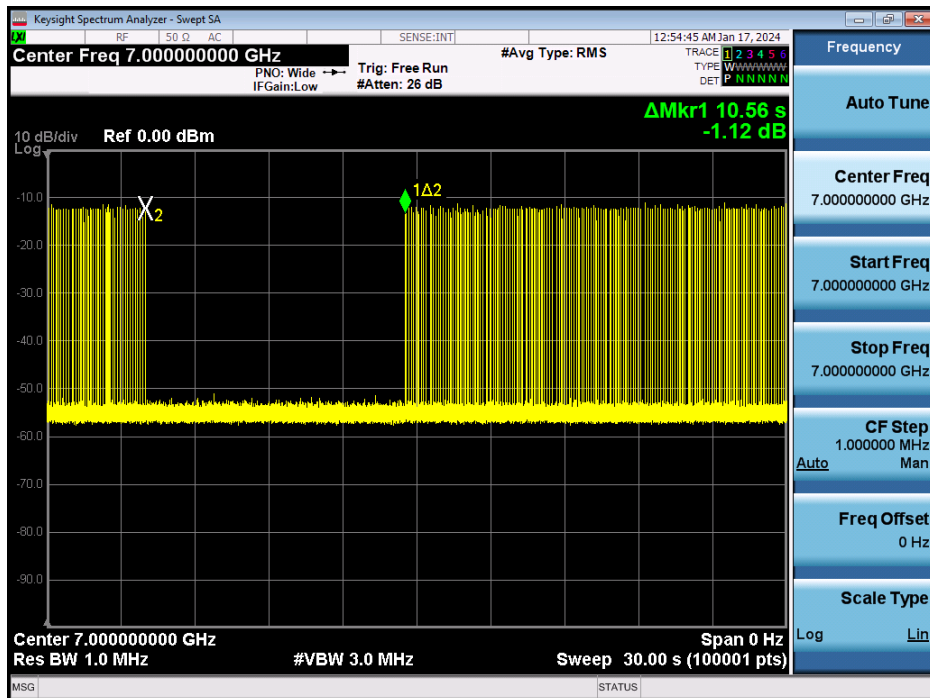 Keysight Spectrum Analyzer - Swept SA
LXI RF 50 Ω AC SENSE:INT 12:54:45 AM Jan 17, 2024
Center Freq 7.000000000 GHz
PNO: Wide
IFGain:Low
Trig: Free Run
#Atten: 26 dB
#Avg Type: RMS
TRACE 1 2 3 4 5 6
TYPE WWWWWW
DET P N N N N N
ΔMkr1 10.56 s
-1.12 dB
10 dB/div Ref 0.00 dBm
Log
1Δ2
X2
-10.0
-20.0
-30.0
-40.0
-50.0
-60.0
-70.0
-80.0
-90.0
Center 7.000000000 GHz Span 0 Hz
Res BW 1.0 MHz #VBW 3.0 MHz Sweep 30.00 s (100001 pts)
MSG STATUS
Frequency
Auto Tune
Center Freq
7.000000000 GHz
Start Freq
7.000000000 GHz
Stop Freq
7.000000000 GHz
CF Step
1.000000 MHz
Auto Man
Freq Offset
0 Hz
Scale Type
Log Lin